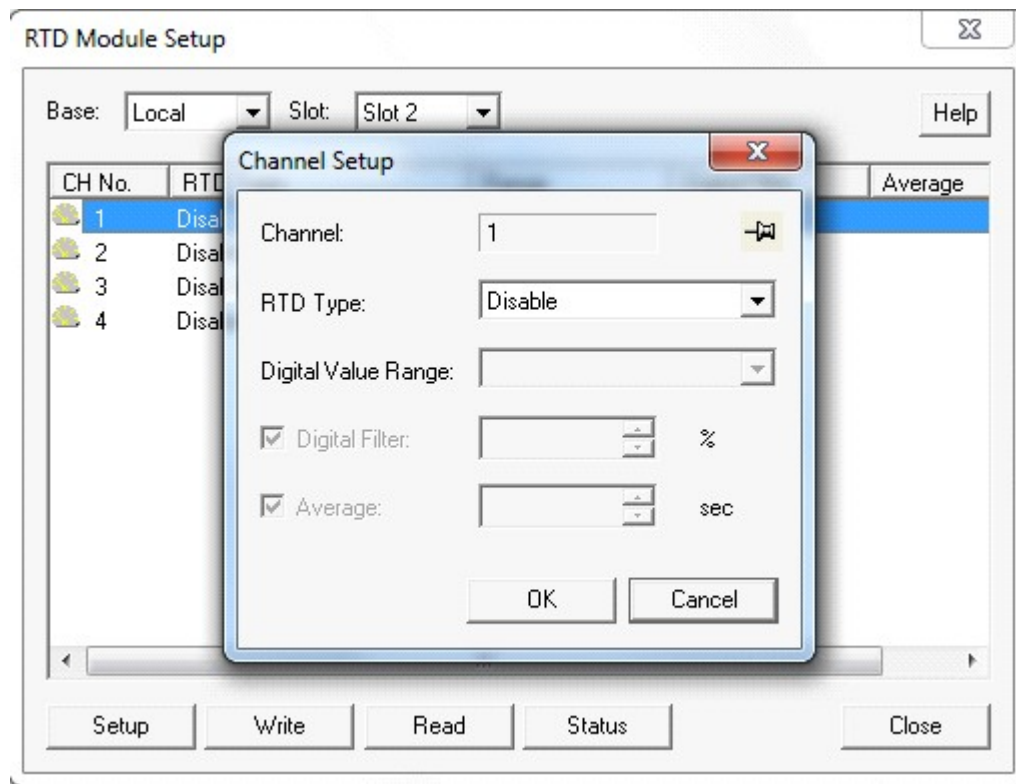 RTD Module Setup
Base: Local Slot: Slot 2 Help
Channel Setup
CH No. RTD Average
1 Disa
2 Disa
3 Disa
4 Disa
Channel: 1
RTD Type: Disable
Digital Value Range:
Digital Filter: %
Average: sec
OK Cancel
Setup Write Read Status Close